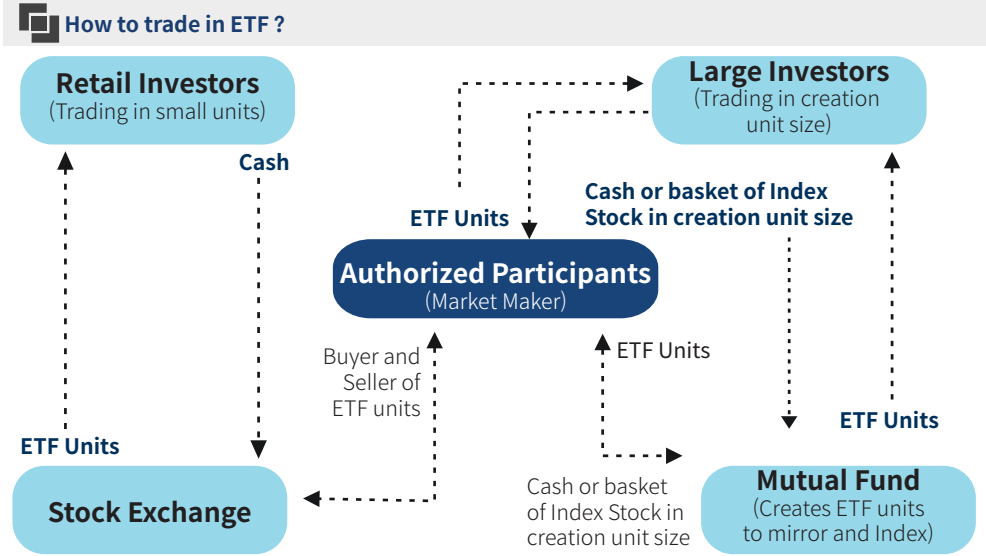 How to trade in ETF ?
Retail Investors
(Trading in small units)
Large Investors
(Trading in creation
unit size)
Cash
Cash or basket of Index
Stock in creation unit size
ETF Units
Authorized Participants
(Market Maker)
Buyer and
Seller of
ETF units
ETF Units
ETF Units
ETF Units
Stock Exchange
Cash or basket
of Index Stock in
creation unit size
Mutual Fund
(Creates ETF units
to mirror and Index)